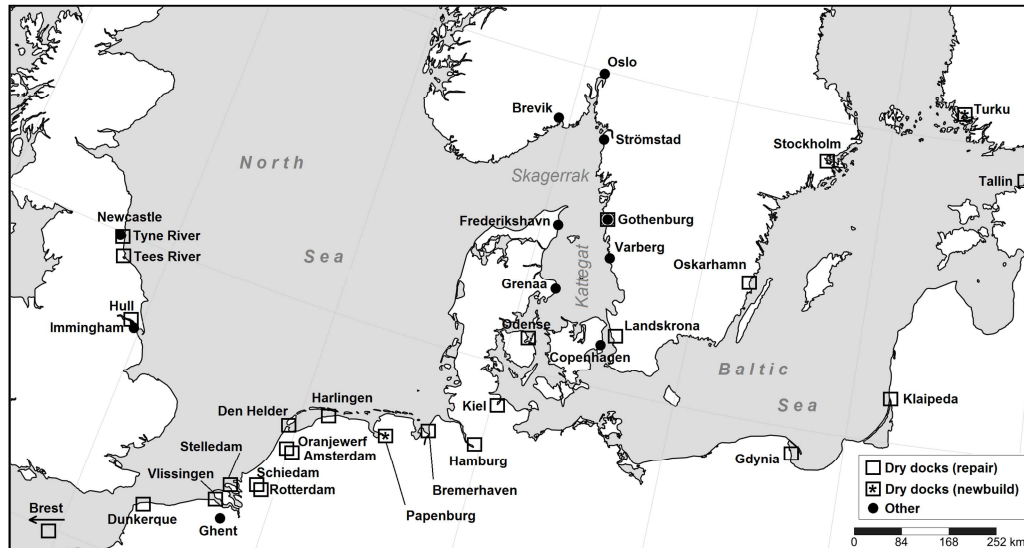 Oslo
Brevik
Turku
Strömstad
Stockholm
North
Skagerrak
Tallin
Newcastle
Frederikshavn
Gothenburg
Tyne River
Tees River
Sea
Varberg
Kattegat
Oskarhamn
Grenaa
Hull
Immingham
Odense
Landskrona
Copenhagen
Baltic
Sea
Klaipeda
Harlingen
Den Helder
Kiel
Oranjewerf
Amsterdam
Stelledam
Hamburg
Gdynia
Vlissingen
Schiedam
Rotterdam
Bremerhaven
Papenburg
Brest
Dunkerque
Ghent
Dry docks (repair)
Dry docks (newbuild)
Other
0 84 168 252 km